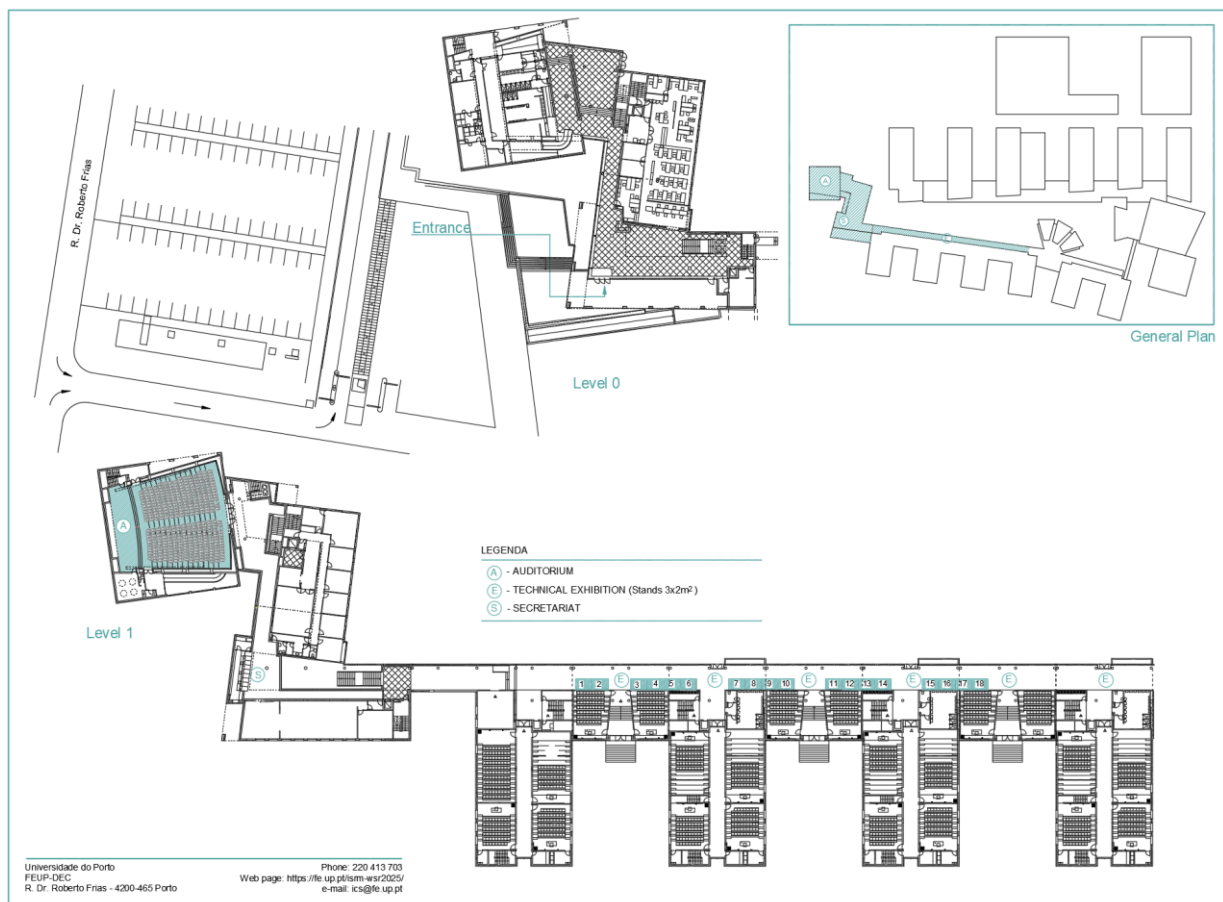 R. Dr. Roberto Frias
Entrance
Level 0
A
S
E
General Plan
A
Level 1
S
LEGENDA
A - AUDITORIUM
E - TECHNICAL EXHIBITION (Stands 3x2m²)
S - SECRETARIAT
1 2 E 3 4 5 6 E 7 8 9 10 E 11 12 13 14 E 15 16 17 18 E E
Universidade do Porto
FEUP-DEC
R. Dr. Roberto Frias - 4200-465 Porto
Phone: 220 413 703
Web page: https://fe.up.pt/ism-wsr2025/
e-mail: ics@fe.up.pt